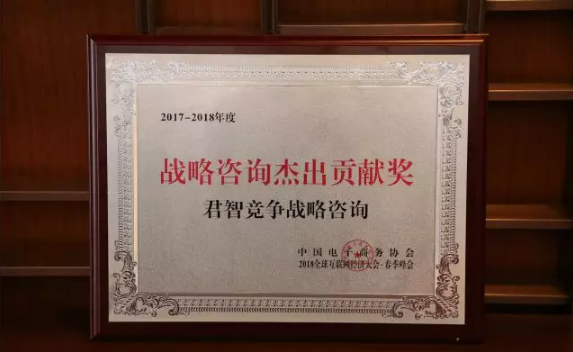 2017-2018年度
战略咨询杰出贡献奖
君智竞争战略咨询
中国电子商务协会
2018全球互联网经济大会-春季峰会